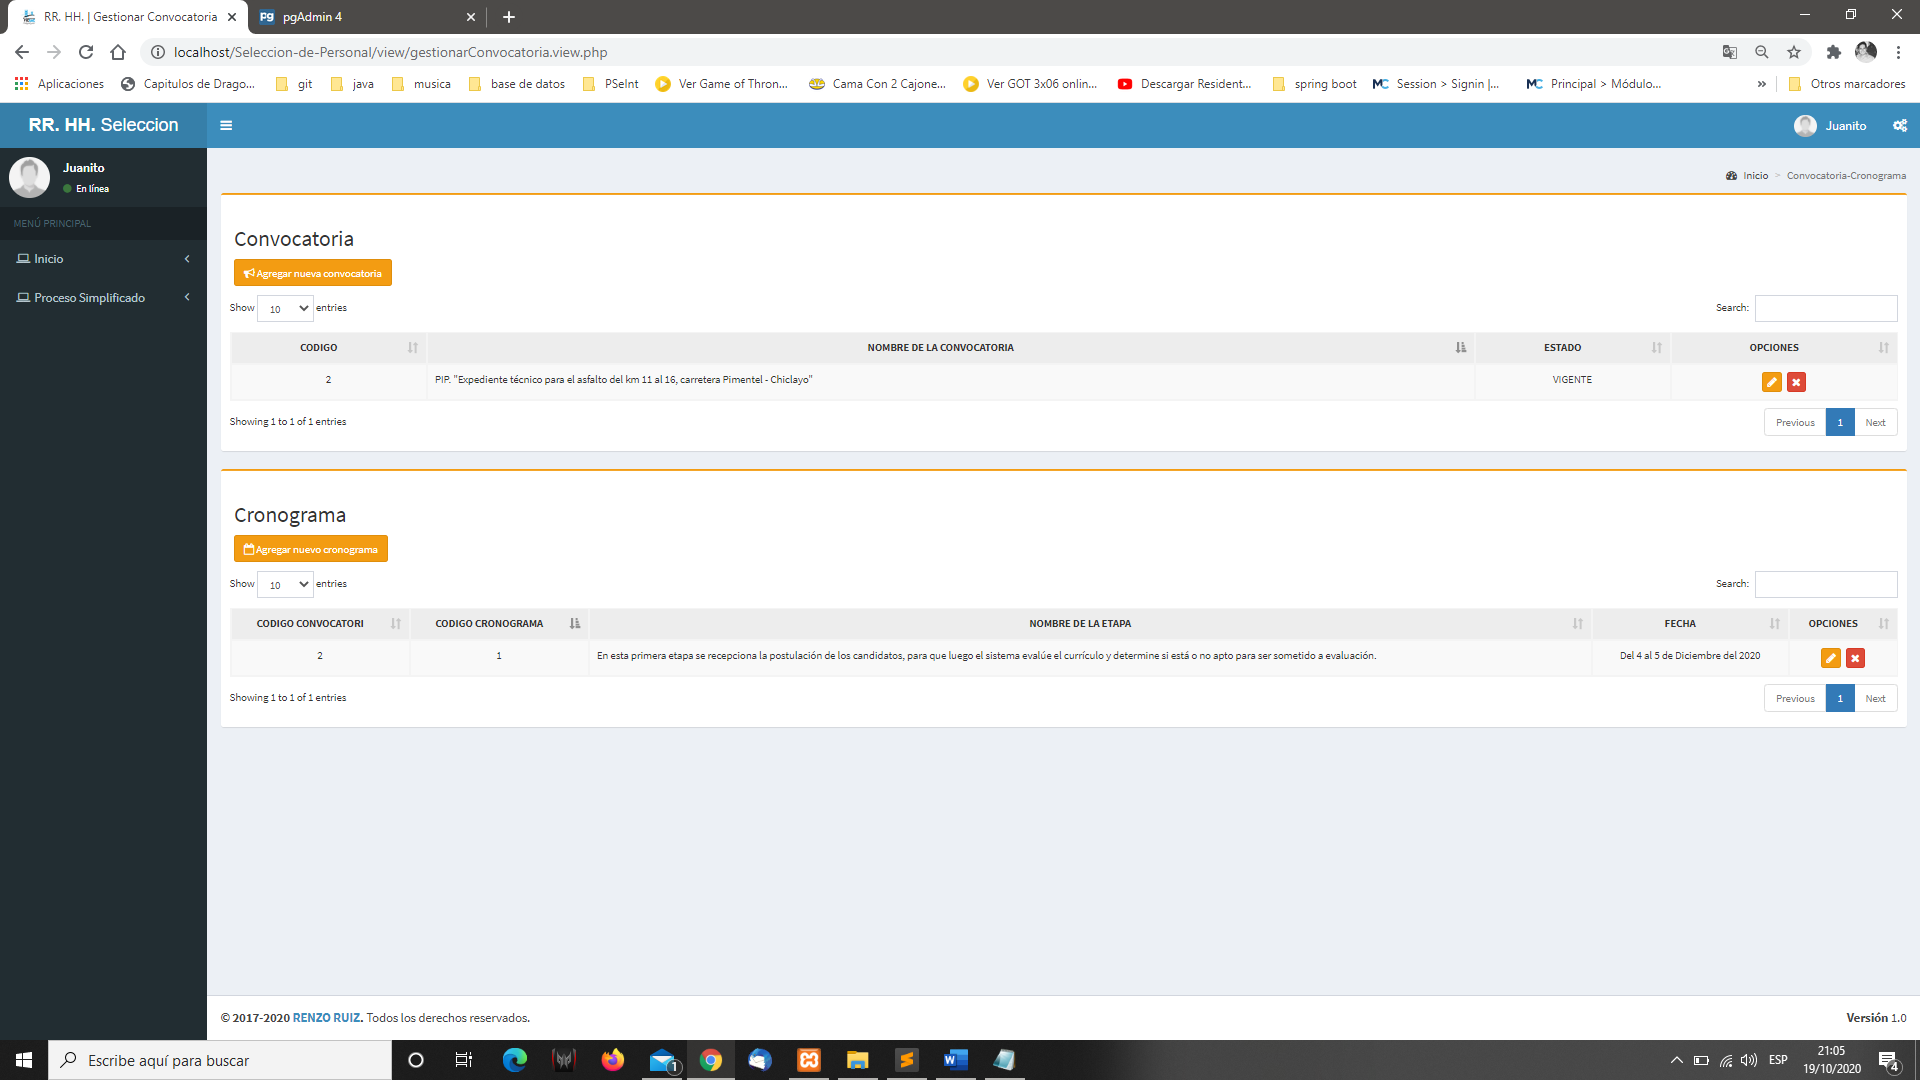 RR. HH. | Gestionar Convocatoria
pgAdmin 4
localhost/Seleccion-de-Personal/view/gestionarConvocatoria.view.php
Aplicaciones
Capitulos de Drago...
git
java
musica
base de datos
PSeInt
Ver Game of Thron...
Cama Con 2 Cajone...
Ver GOT 3x06 onlin...
Descargar Resident...
spring boot
Session > Signin |...
Principal > Módulo...
»
Otros marcadores
RR. HH. Seleccion
Juanito
Juanito
En línea
MENÚ PRINCIPAL
Inicio
Proceso Simplificado
Inicio > Convocatoria-Cronograma
Convocatoria
Agregar nueva convocatoria
Show 10 entries
Search:
CODIGO NOMBRE DE LA CONVOCATORIA ESTADO OPCIONES
2 PIP. "Expediente técnico para el asfalto del km 11 al 16, carretera Pimentel - Chiclayo" VIGENTE
Showing 1 to 1 of 1 entries
Previous 1 Next
Cronograma
Agregar nuevo cronograma
Show 10 entries
Search:
CODIGO CONVOCATORI CODIGO CRONOGRAMA NOMBRE DE LA ETAPA FECHA OPCIONES
2 1 En esta primera etapa se recepciona la postulación de los candidatos, para que luego el sistema evalúe el currículo y determine si está o no apto para ser sometido a evaluación. Del 4 al 5 de Diciembre del 2020
Showing 1 to 1 of 1 entries
Previous 1 Next
© 2017-2020 RENZO RUIZ. Todos los derechos reservados.
Versión 1.0
Escribe aquí para buscar
1
ESP
21:05
19/10/2020
4